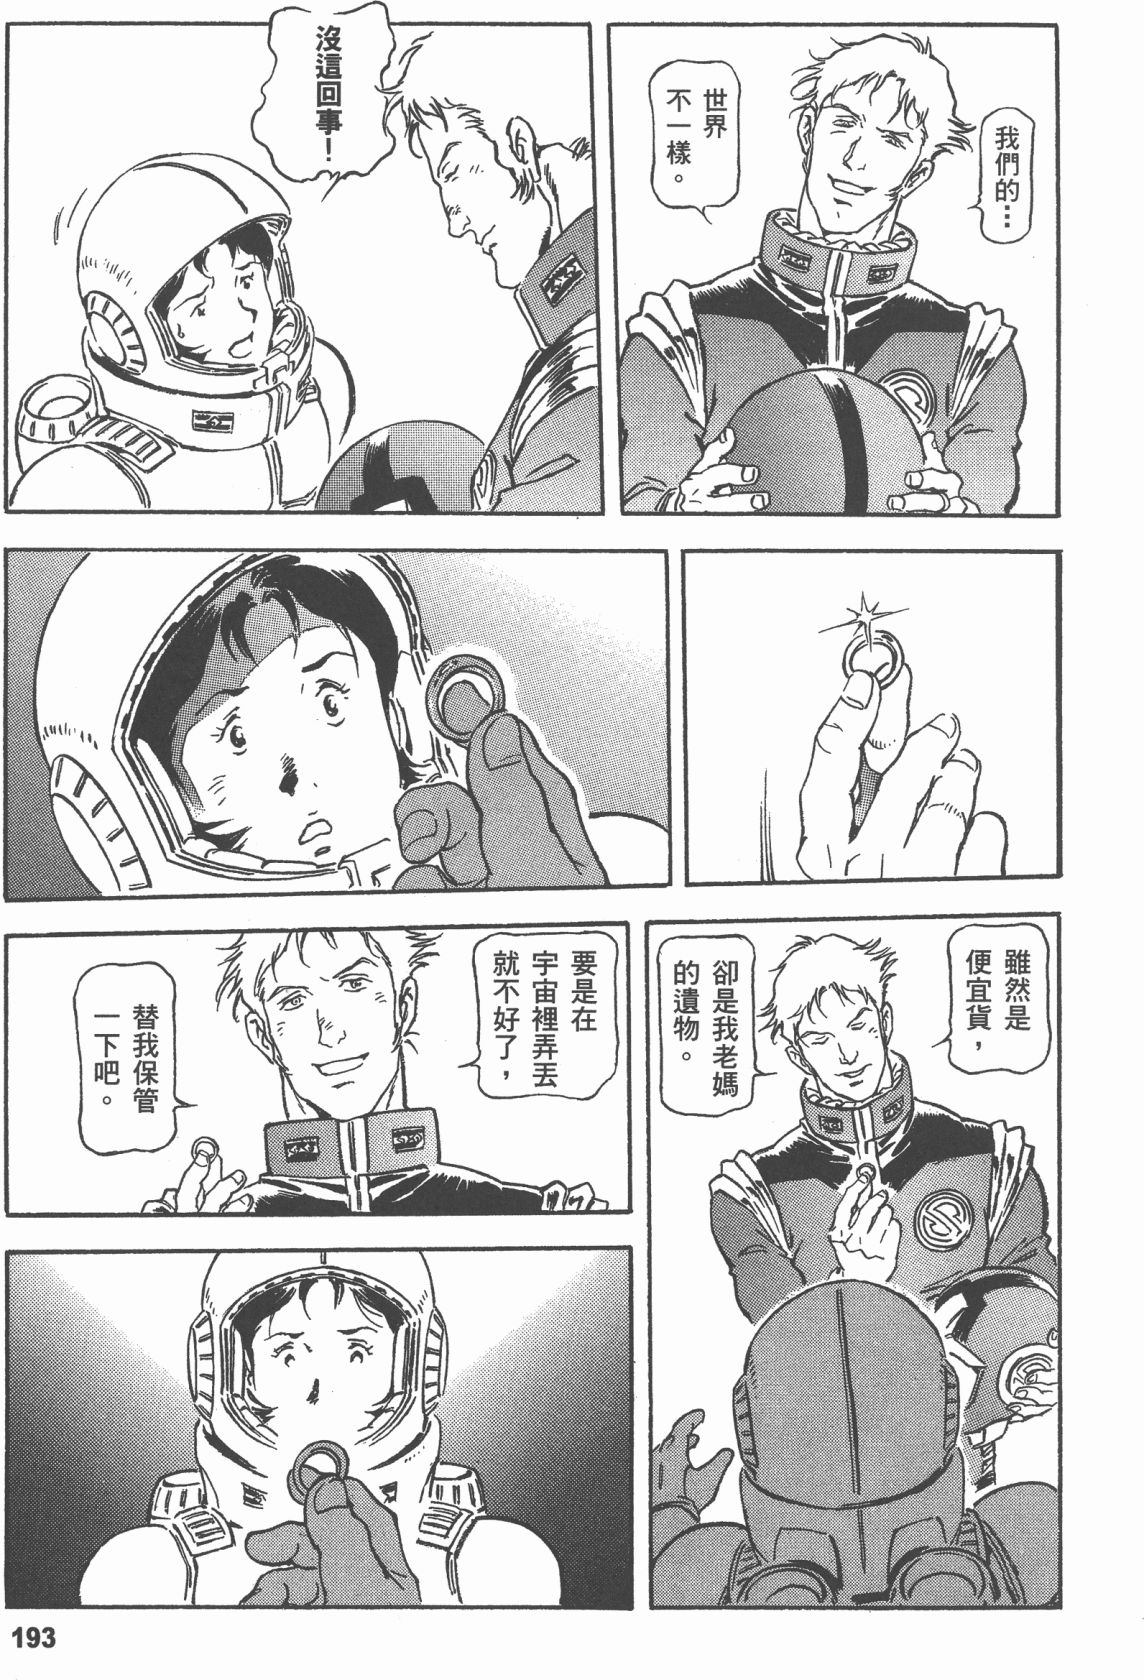 我們的…
世界
不一樣。
沒這回事！
雖然是
便宜貨，
卻是我老媽
的遺物。
要是在
宇宙裡弄丟
就不好了，
替我保管
一下吧。
193